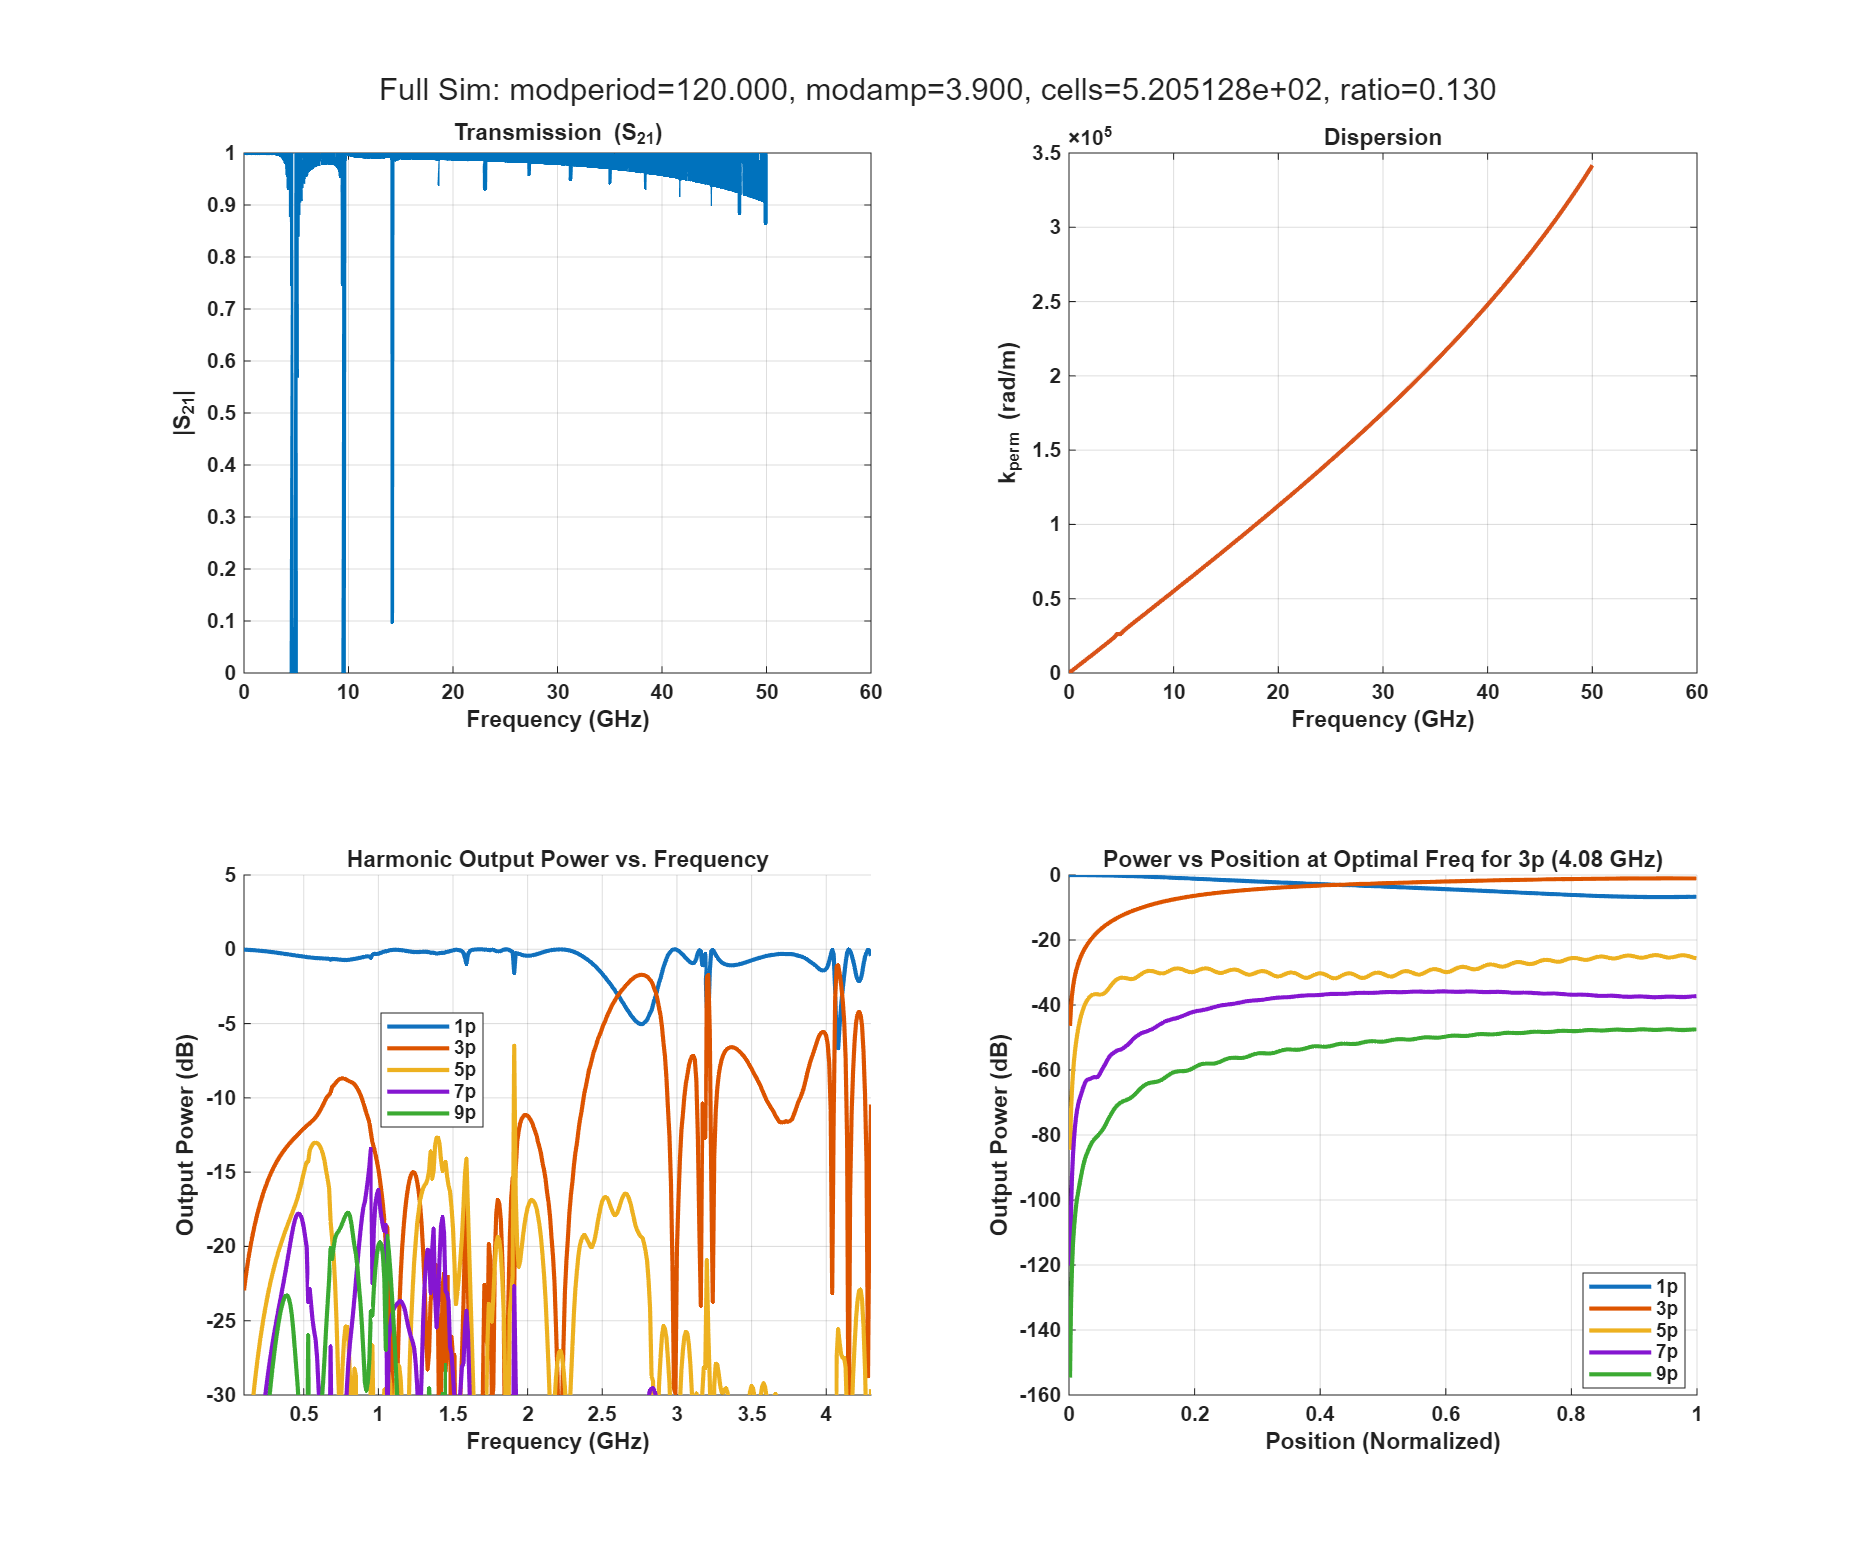 Full Sim: modperiod=120.000, modamp=3.900, cells=5.205128e+02, ratio=0.130
Transmission (S21)
|S21|
1
0.9
0.8
0.7
0.6
0.5
0.4
0.3
0.2
0.1
0
0 10 20 30 40 50 60
Frequency (GHz)
Dispersion
×10^5
kperm (rad/m)
3.5
3
2.5
2
1.5
1
0.5
0
0 10 20 30 40 50 60
Frequency (GHz)
Harmonic Output Power vs. Frequency
Output Power (dB)
5
0
-5
-10
-15
-20
-25
-30
1p
3p
5p
7p
9p
0.5 1 1.5 2 2.5 3 3.5 4
Frequency (GHz)
Power vs Position at Optimal Freq for 3p (4.08 GHz)
Output Power (dB)
0
-20
-40
-60
-80
-100
-120
-140
-160
1p
3p
5p
7p
9p
0 0.2 0.4 0.6 0.8 1
Position (Normalized)